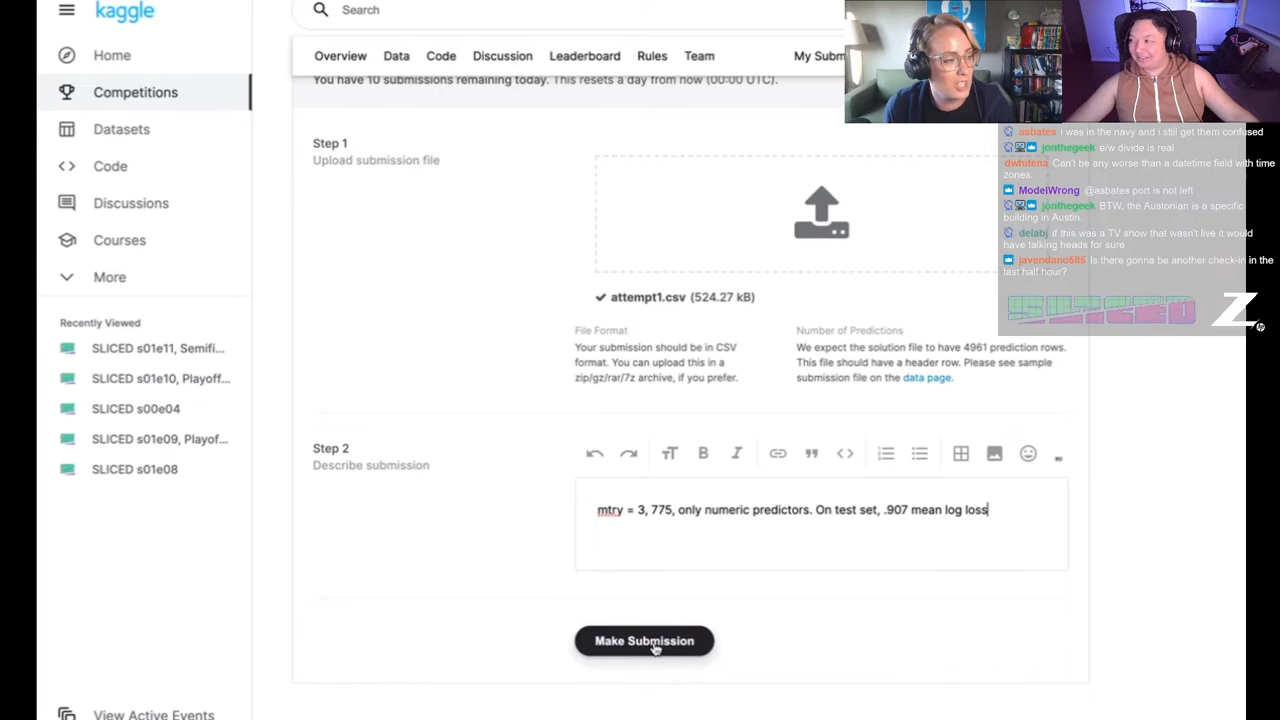 kaggle
Search
Home
Competitions
Datasets
Code
Discussions
Courses
More
Recently Viewed
SLICED s01e11, Semifi...
SLICED s01e10, Playoff...
SLICED s00e04
SLICED s01e09, Playof...
SLICED s01e08
View Active Events
Overview Data Code Discussion Leaderboard Rules Team My Subm
You have 10 submissions remaining today. This resets a day from now (00:00 UTC).
Step 1
Upload submission file
attempt1.csv (524.27 kB)
File Format
Your submission should be in CSV
format. You can upload this in a
zip/gz/rar/7z archive, if you prefer.
Number of Predictions
We expect the solution file to have 4961 prediction rows.
This file should have a header row. Please see sample
submission file on the data page.
Step 2
Describe submission
mtry = 3, 775, only numeric predictors. On test set, .907 mean log loss
Make Submission
asbates i was in the navy and i still get them confused
jonthegeek e/w divide is real
dwhitena Can't be any worse than a datetime field with time
zones.
ModelWrong @asbates port is not left
jonthegeek BTW, the Austonian is a specific
building in Austin.
delabj if this was a TV show that wasn't live it would
have talking heads for sure
javendano585 Is there gonna be another check-in in the
last half hour?
SLICED
Z